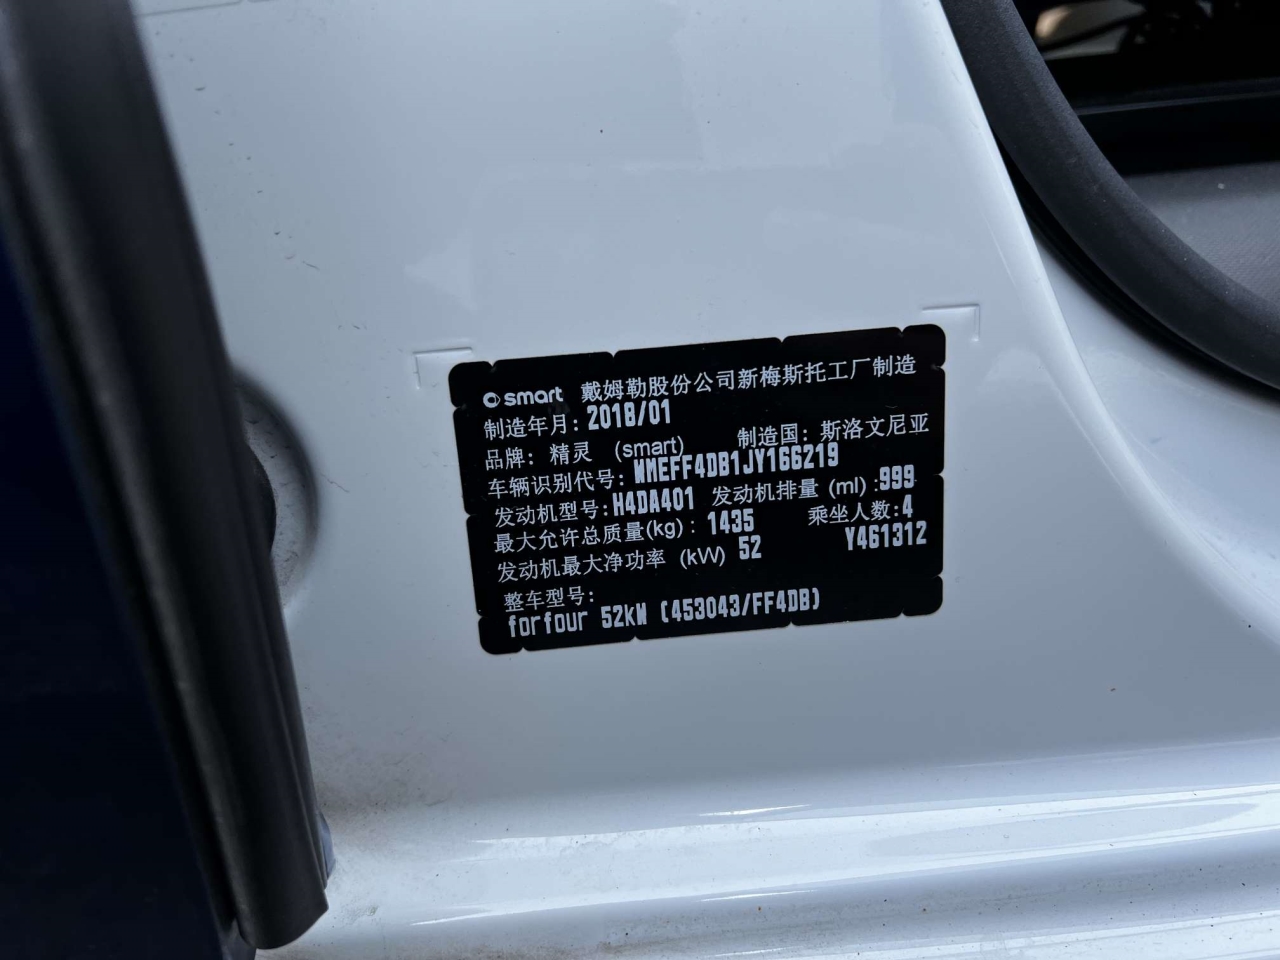 smart 戴姆勒股份公司新梅斯托工厂制造
制造年月: 2018/01
品牌: 精灵 (smart) 制造国: 斯洛文尼亚
车辆识别代号: WMEFF4DB1JY166219
发动机型号: H4DA401 发动机排量 (ml) :999
最大允许总质量(kg): 1435 乘坐人数:4
发动机最大净功率 (kW) 52 Y461312
整车型号:
forfour 52kW (453043/FF4DB)